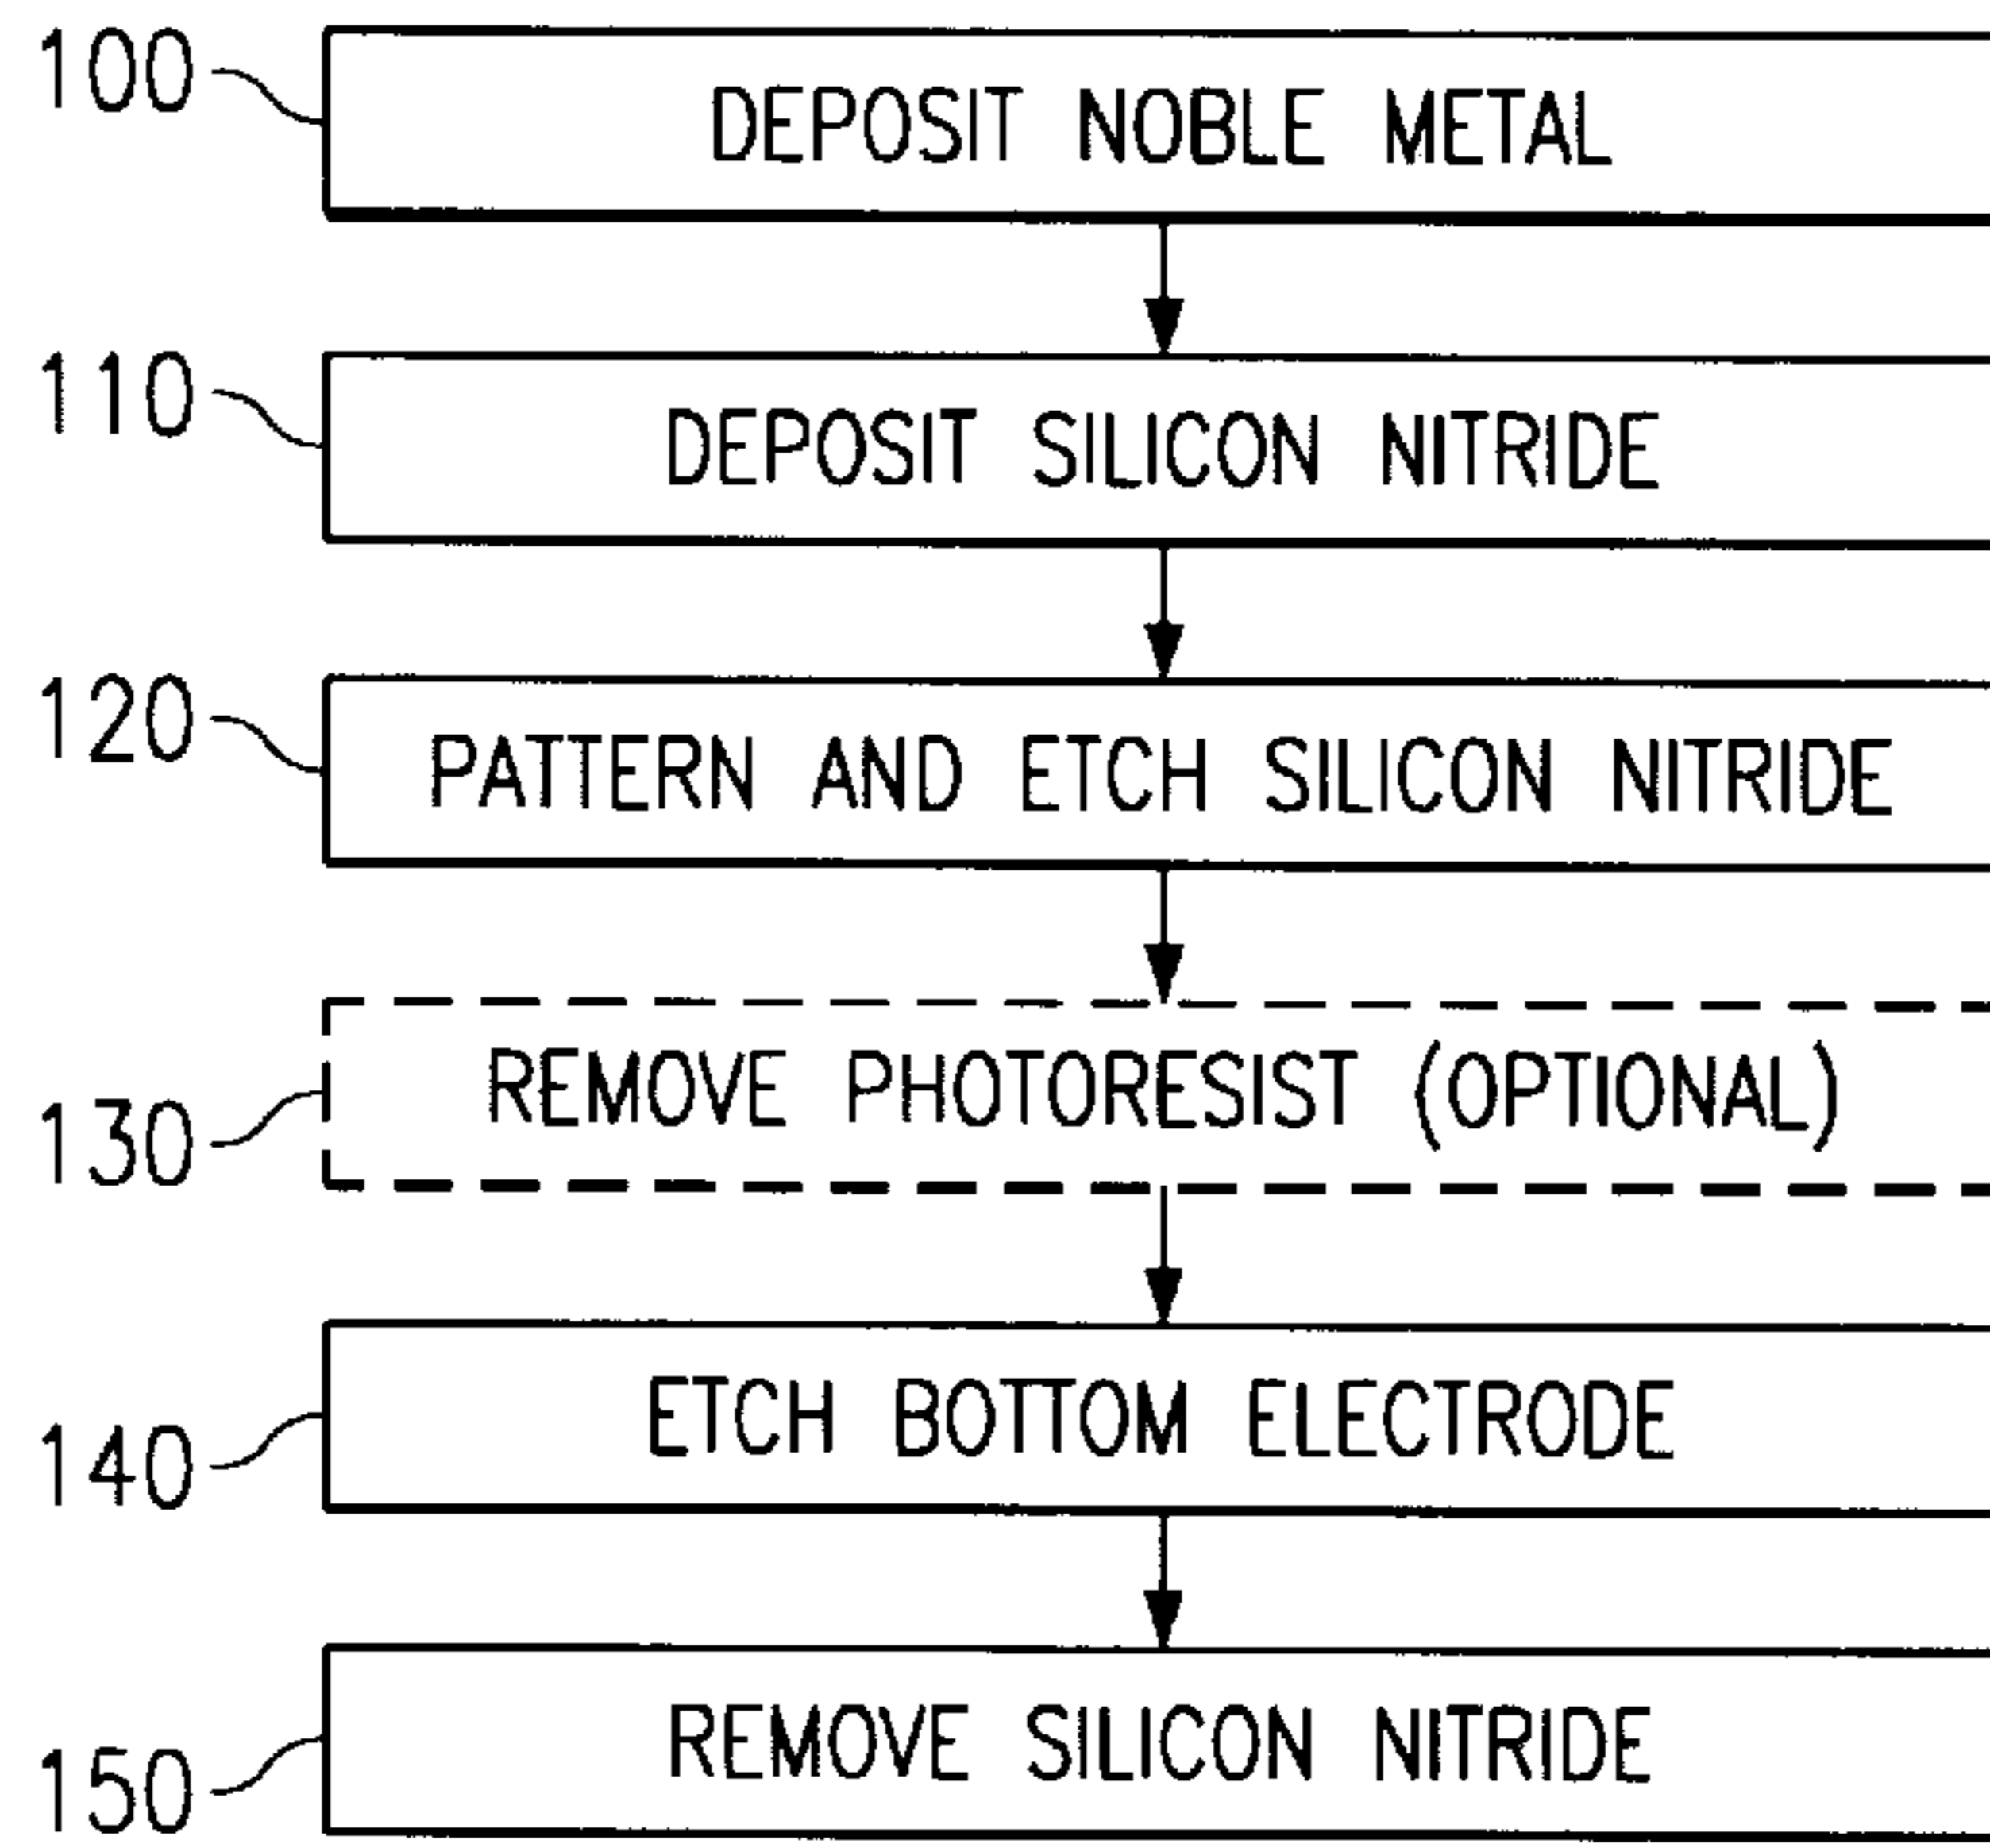 100 DEPOSIT NOBLE METAL
110 DEPOSIT SILICON NITRIDE
120 PATTERN AND ETCH SILICON NITRIDE
130 REMOVE PHOTORESIST (OPTIONAL)
140 ETCH BOTTOM ELECTRODE
150 REMOVE SILICON NITRIDE